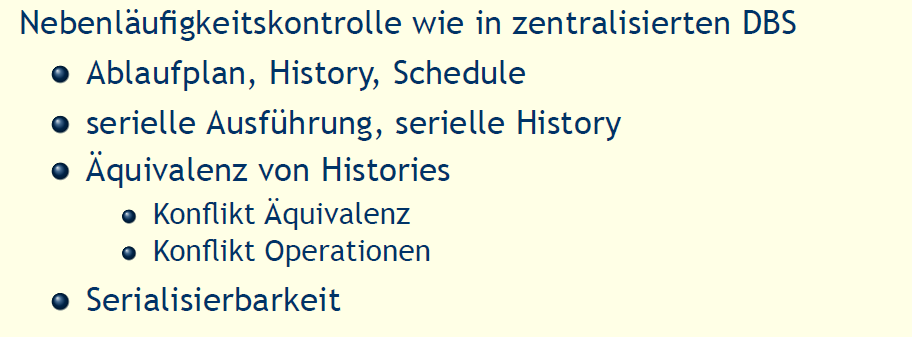 Nebenläufigkeitskontrolle wie in zentralisierten DBS
Ablaufplan, History, Schedule
serielle Ausführung, serielle History
Äquivalenz von Histories
Konflikt Äquivalenz
Konflikt Operationen
Serialisierbarkeit